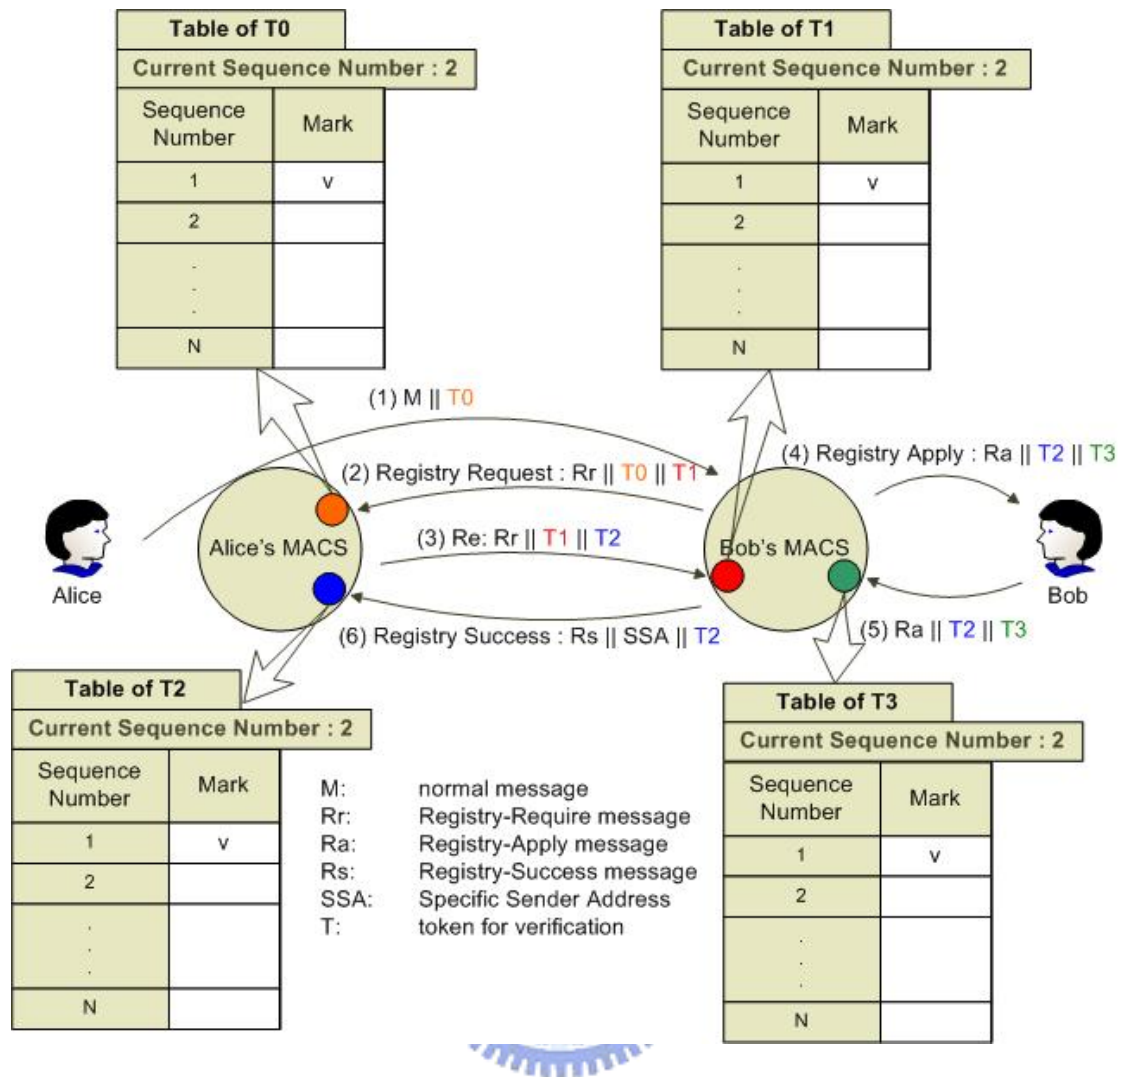 Table of T0
Current Sequence Number : 2
Sequence Number
Mark
1
v
2
.
.
.
N
Table of T1
Current Sequence Number : 2
Sequence Number
Mark
1
v
2
.
.
.
N
(1) M || T0
(2) Registry Request : Rr || T0 || T1
(3) Re: Rr || T1 || T2
(4) Registry Apply : Ra || T2 || T3
(5) Ra || T2 || T3
(6) Registry Success : Rs || SSA || T2
Alice
Alice's MACS
Bob's MACS
Bob
Table of T2
Current Sequence Number : 2
Sequence Number
Mark
1
v
2
.
.
.
N
M: normal message
Rr: Registry-Require message
Ra: Registry-Apply message
Rs: Registry-Success message
SSA: Specific Sender Address
T: token for verification
Table of T3
Current Sequence Number : 2
Sequence Number
Mark
1
v
2
.
.
.
N